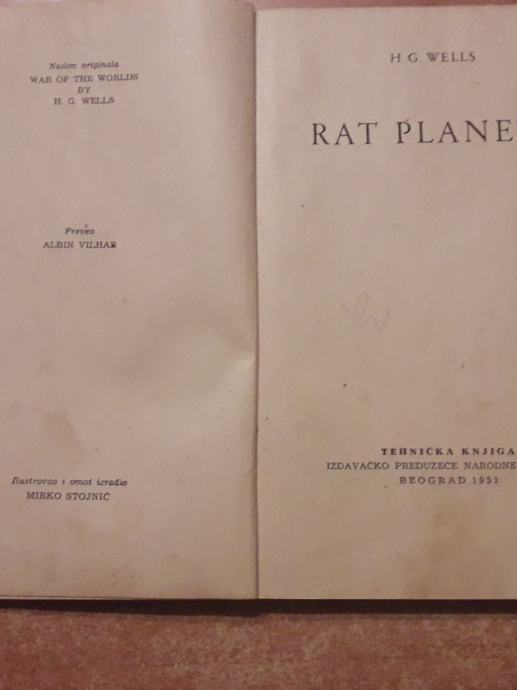 Naslov originala
WAR OF THE WORLDS
BY
H. G. WELLS
Preveo
ALBIN VILHAR
Ilustrovao i omot izradio
MIRKO STOJNIĆ
H G. WELLS
RAT PLANE
TEHNIČKA KNJIGA
IZDAVAČKO PREDUZEĆE NARODNE
BEOGRAD 1951